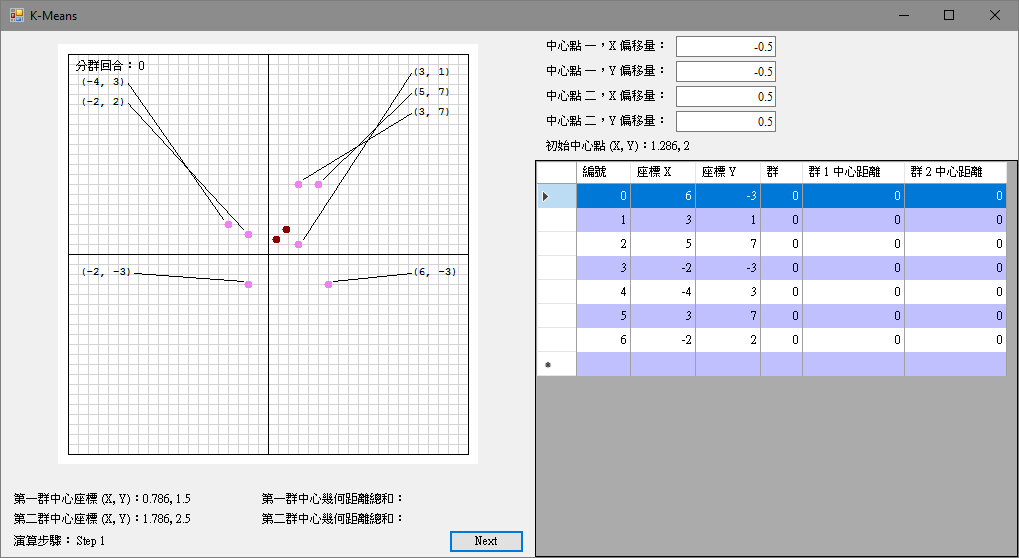 K-Means
分群回合：0
(-4, 3)
(-2, 2)
(3, 1)
(5, 7)
(3, 7)
(-2, -3)
(6, -3)
第一群中心座標 (X, Y)：0.786, 1.5
第一群中心幾何距離總和：
第二群中心座標 (X, Y)：1.786, 2.5
第二群中心幾何距離總和：
演算步驟： Step 1
Next
中心點 一，X 偏移量： -0.5
中心點 一，Y 偏移量： -0.5
中心點 二，X 偏移量： 0.5
中心點 二，Y 偏移量： 0.5
初始中心點 (X, Y)：1.286, 2
編號 座標 X 座標 Y 群 群 1 中心距離 群 2 中心距離
0 6 -3 0 0 0
1 3 1 0 0 0
2 5 7 0 0 0
3 -2 -3 0 0 0
4 -4 3 0 0 0
5 3 7 0 0 0
6 -2 2 0 0 0